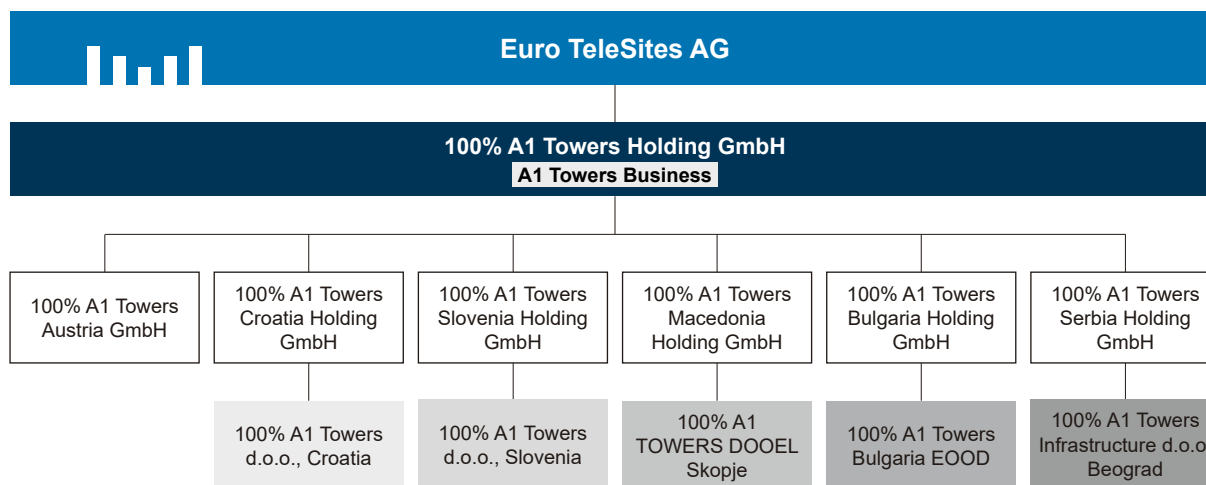 Euro TeleSites AG
100% A1 Towers Holding GmbH
A1 Towers Business
100% A1 Towers
Austria GmbH
100% A1 Towers
Croatia Holding
GmbH
100% A1 Towers
Slovenia Holding
GmbH
100% A1 Towers
Macedonia
Holding GmbH
100% A1 Towers
Bulgaria Holding
GmbH
100% A1 Towers
Serbia Holding
GmbH
100% A1 Towers
d.o.o., Croatia
100% A1 Towers
d.o.o., Slovenia
100% A1
TOWERS DOOEL
Skopje
100% A1 Towers
Bulgaria EOOD
100% A1 Towers
Infrastructure d.o.o
Beograd